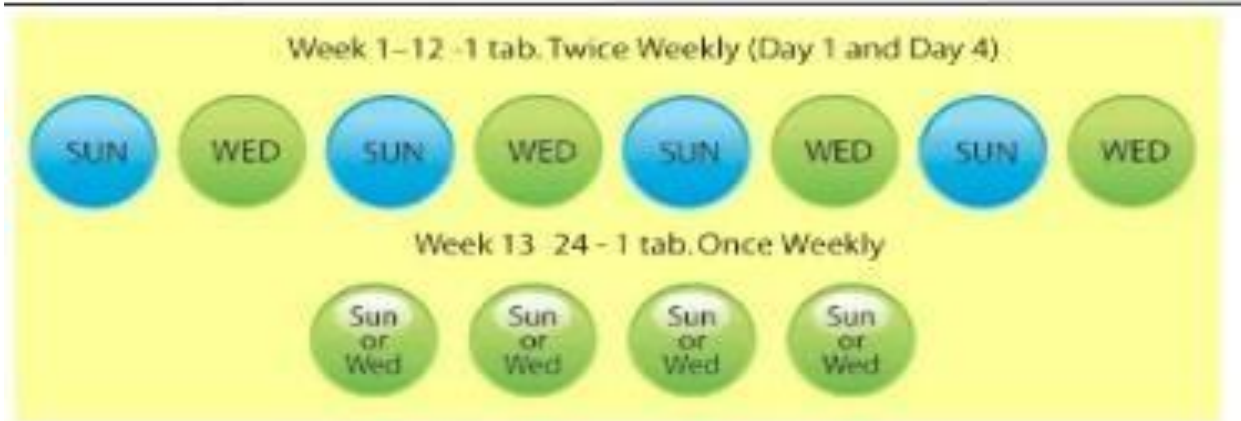 Week 1–12 -1 tab. Twice Weekly (Day 1 and Day 4)
SUN WED SUN WED SUN WED SUN WED
Week 13 24 - 1 tab. Once Weekly
Sun Sun Sun Sun
or or or or
Wed Wed Wed Wed